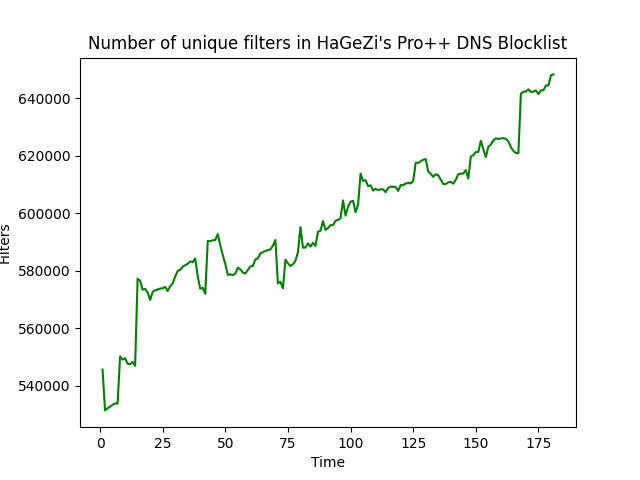 Number of unique filters in HaGeZi's Pro++ DNS Blocklist
640000
620000
600000
580000
560000
540000
Filters
0 25 50 75 100 125 150 175
Time